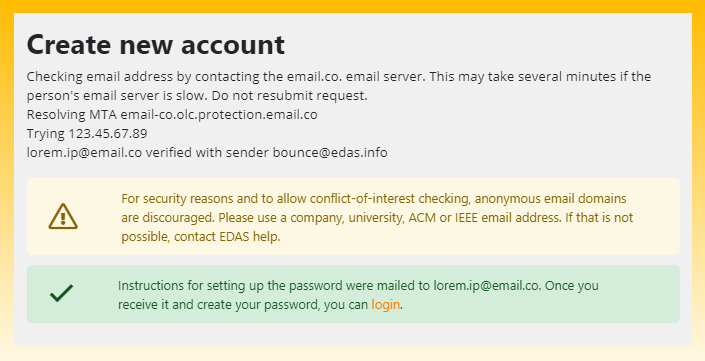 Create new account
Checking email address by contacting the email.co. email server. This may take several minutes if the
person's email server is slow. Do not resubmit request.
Resolving MTA email-co.olc.protection.email.co
Trying 123.45.67.89
lorem.ip@email.co verified with sender bounce@edas.info
For security reasons and to allow conflict-of-interest checking, anonymous email domains
are discouraged. Please use a company, university, ACM or IEEE email address. If that is not
possible, contact EDAS help.
Instructions for setting up the password were mailed to lorem.ip@email.co. Once you
receive it and create your password, you can login.